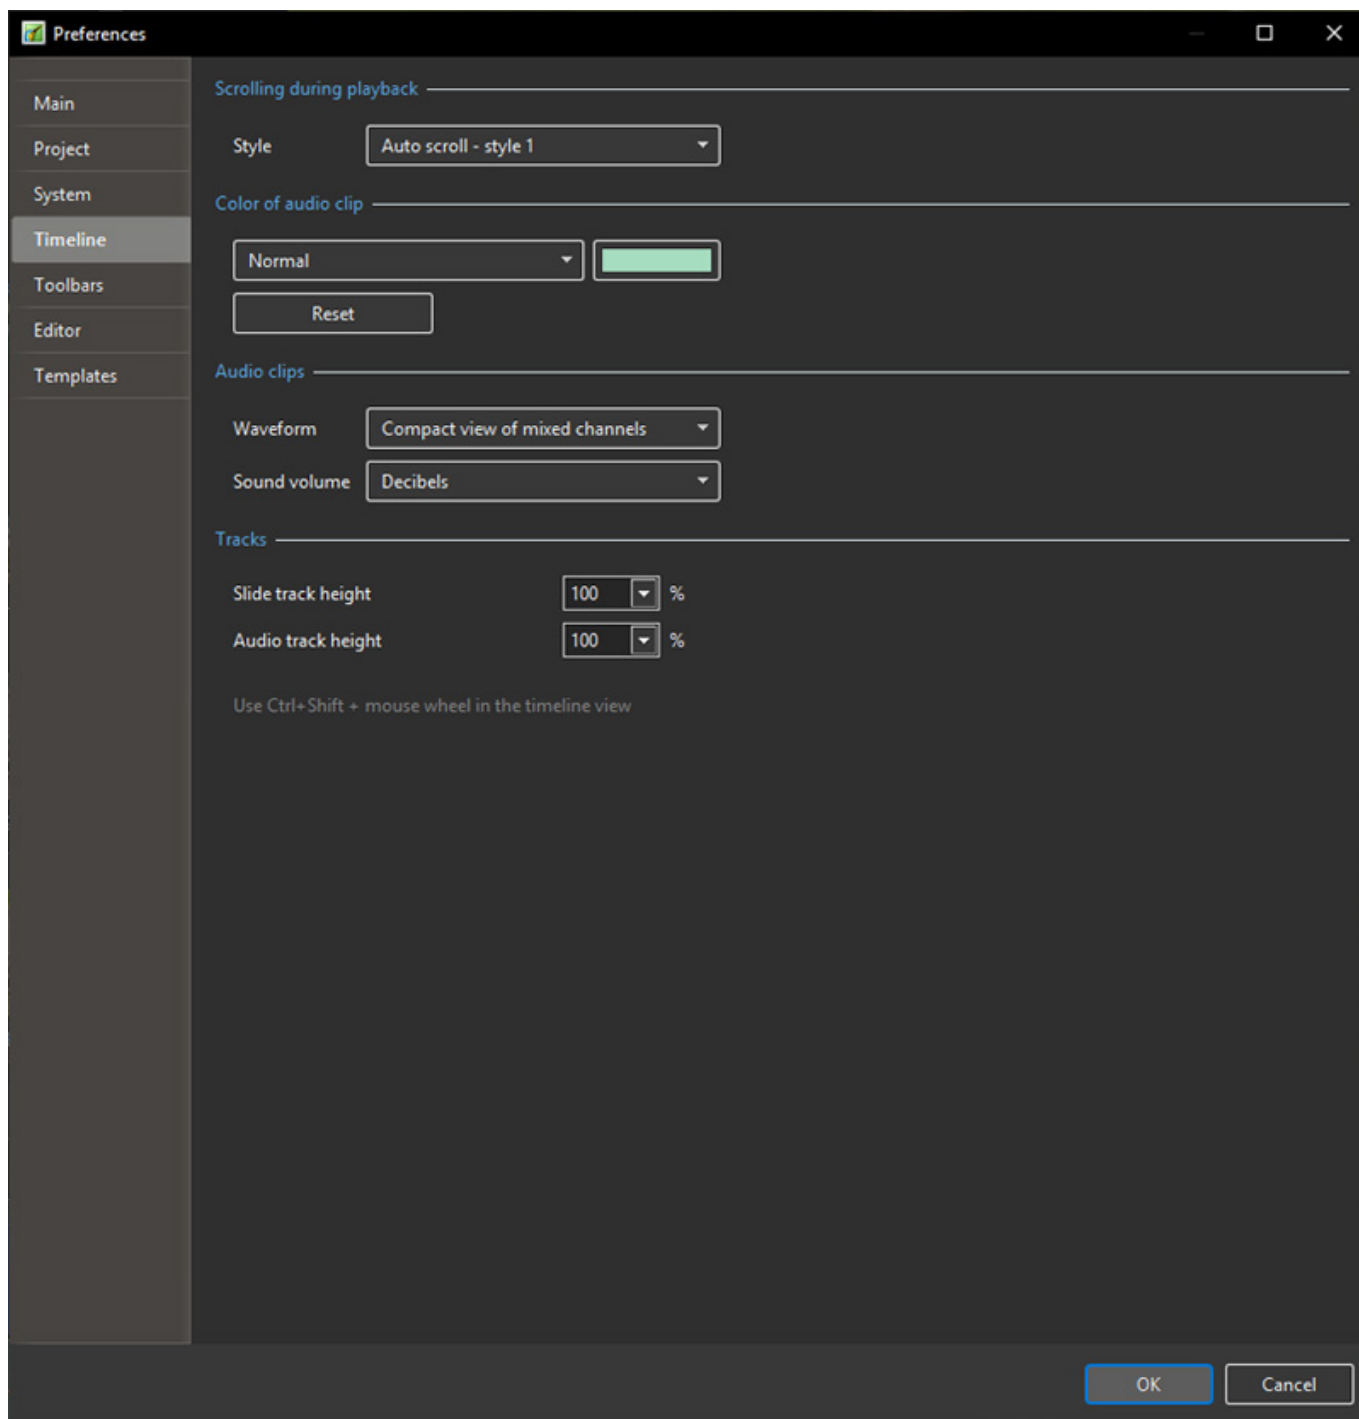 Preferences
Main
Project
System
Timeline
Toolbars
Editor
Templates
Scrolling during playback
Style Auto scroll - style 1
Color of audio clip
Normal
Reset
Audio clips
Waveform Compact view of mixed channels
Sound volume Decibels
Tracks
Slide track height 100 %
Audio track height 100 %
Use Ctrl+Shift + mouse wheel in the timeline view
OK Cancel